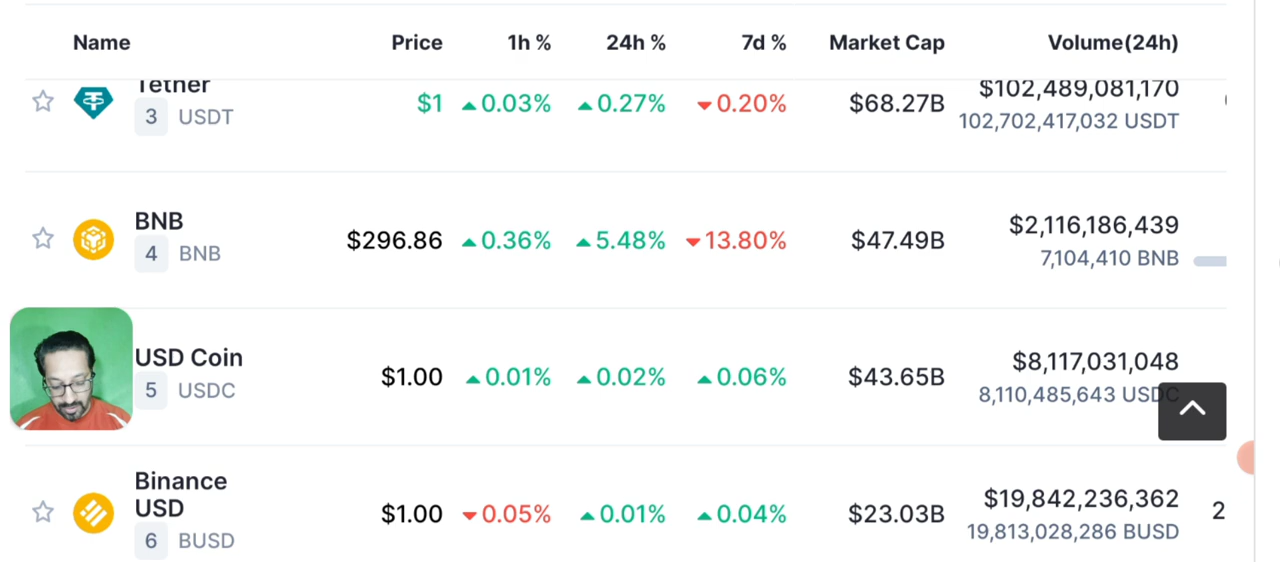 Name Price 1h % 24h % 7d % Market Cap Volume(24h)
Tether
3 USDT $1 0.03% 0.27% 0.20% $68.27B $102,489,081,170
102,702,417,032 USDT
BNB
4 BNB $296.86 0.36% 5.48% 13.80% $47.49B $2,116,186,439
7,104,410 BNB
USD Coin
5 USDC $1.00 0.01% 0.02% 0.06% $43.65B $8,117,031,048
8,110,485,643 USDC
Binance
USD
6 BUSD $1.00 0.05% 0.01% 0.04% $23.03B $19,842,236,362
19,813,028,286 BUSD
2